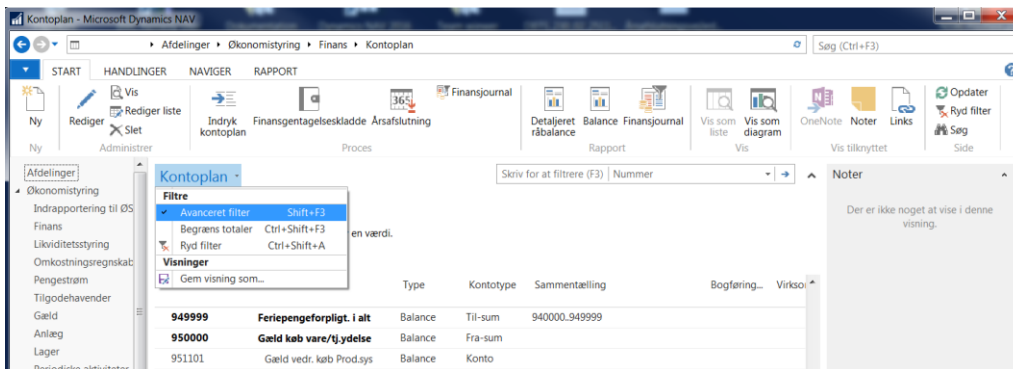 Kontoplan - Microsoft Dynamics NAV
Afdelinger Økonomistyring Finans Kontoplan
Søg (Ctrl+F3)
START HANDLINGER NAVIGER RAPPORT
Ny
Rediger
Vis
Rediger liste
Slet
Indryk kontoplan
Finansgentagelseskladde
365
Årsafslutning
Finansjournal
Detaljeret råbalance
Balance
Finansjournal
Vis som liste
Vis som diagram
OneNote
Noter
Links
Opdater
Ryd filter
Søg
Ny Administrer Proces Rapport Vis Vis tilknyttet Side
Afdelinger
Økonomistyring
Indrapportering til ØS
Finans
Likviditetsstyring
Omkostningsregnskab
Pengestrøm
Tilgodehavender
Gæld
Anlæg
Lager
Periodiske aktiviteter
Kontoplan
Skriv for at filtrere (F3) Nummer
Filtre
Avanceret filter Shift+F3
Begræns totaler Ctrl+Shift+F3
Ryd filter Ctrl+Shift+A
Visninger
Gem visning som...
en værdi.
Type Kontotype Sammentælling Bogføring... Virksor
949999 Feriepengeforpligt. i alt Balance Til-sum 940000..949999
950000 Gæld køb vare/tj.ydelse Balance Fra-sum
951101 Gæld vedr. køb Prod.sys Balance Konto
Noter
Der er ikke noget at vise i denne
visning.